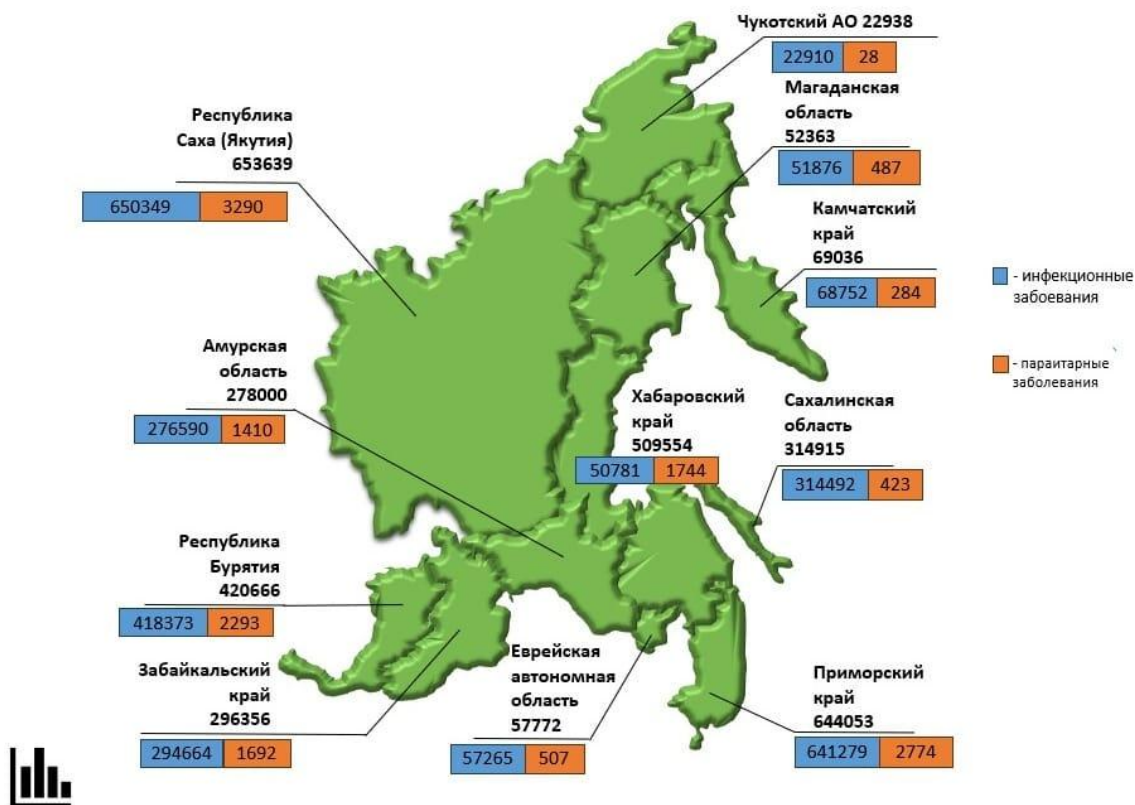 Чукотский АО 22938
22910 28
Магаданская
область
52363
51876 487
Республика
Саха (Якутия)
653639
650349 3290
Камчатский
край
69036
68752 284
- инфекционные
забоевания
- параитарные
заболевания
Амурская
область
278000
276590 1410
Хабаровский
край
509554
50781 1744
Сахалинская
область
314915
314492 423
Республика
Бурятия
420666
418373 2293
Забайкальский
край
296356
294664 1692
Еврейская
автономная
область
57772
57265 507
Приморский
край
644053
641279 2774